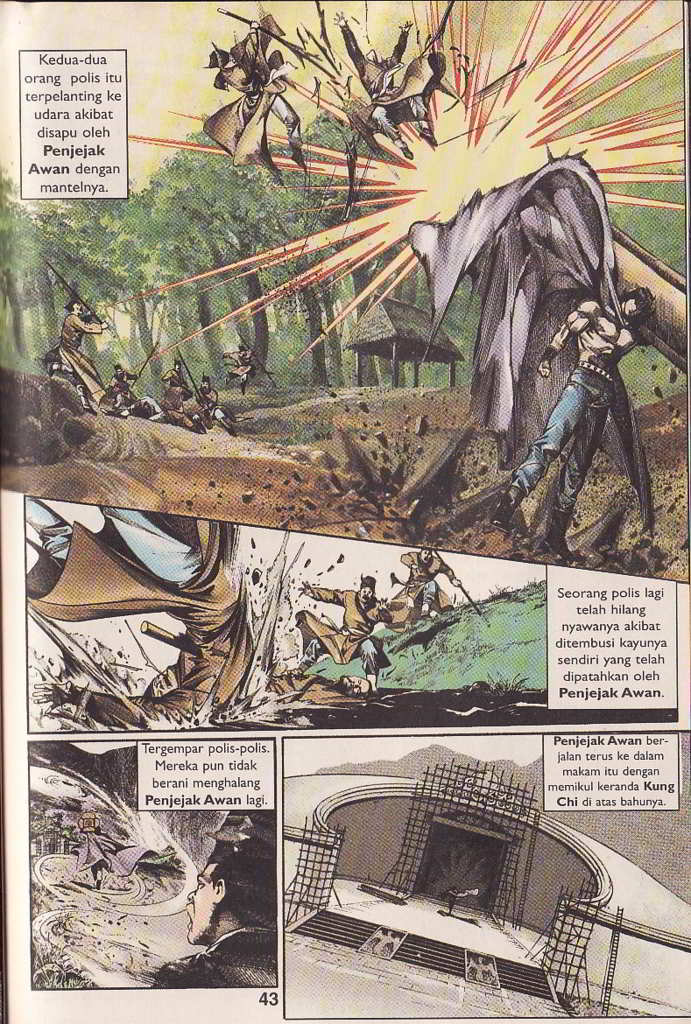 Kedua-dua
orang polis itu
terpelanting ke
udara akibat
disapu oleh
Penjejak
Awan dengan
mantelnya.
Seorang polis lagi
telah hilang
nyawanya akibat
ditembusi kayunya
sendiri yang telah
dipatahkan oleh
Penjejak Awan.
Tergempar polis-polis.
Mereka pun tidak
berani menghalang
Penjejak Awan lagi.
Penjejak Awan ber-
jalan terus ke dalam
makam itu dengan
memikul keranda Kung
Chi di atas bahunya.
43